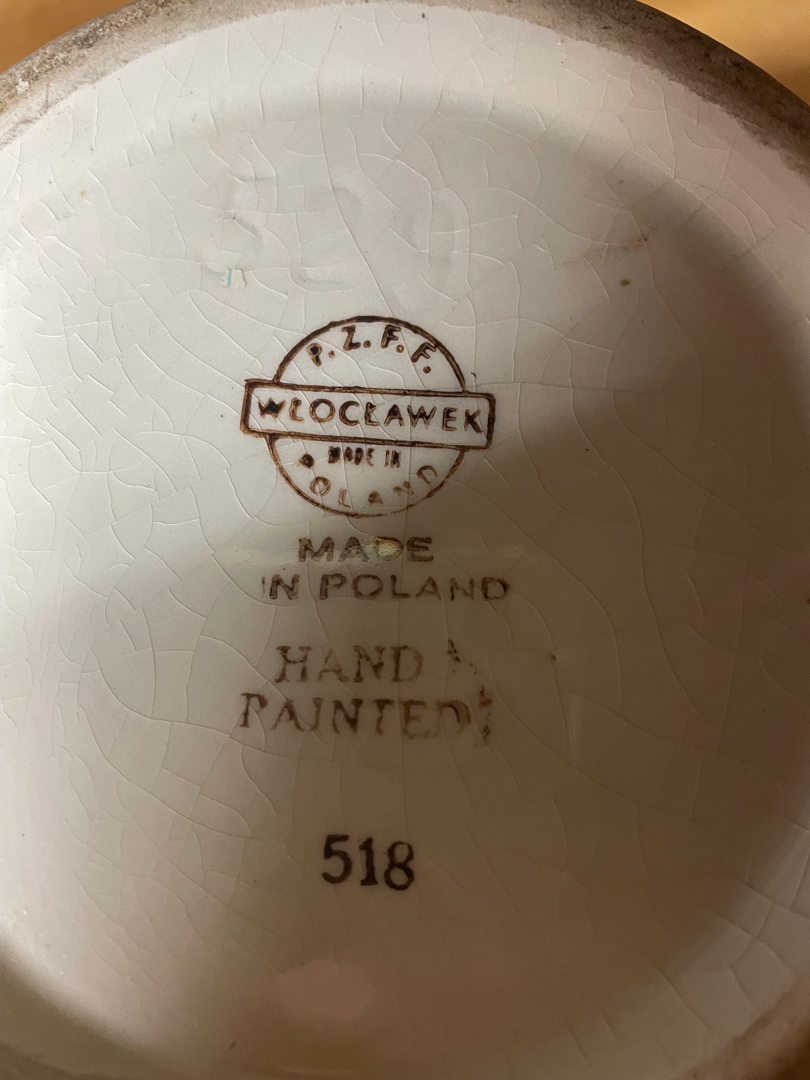 P.Z.F.F.
WŁOCŁAWEK
MADE IN
POLAND
MADE
IN POLAND
HAND
PAINTED
518